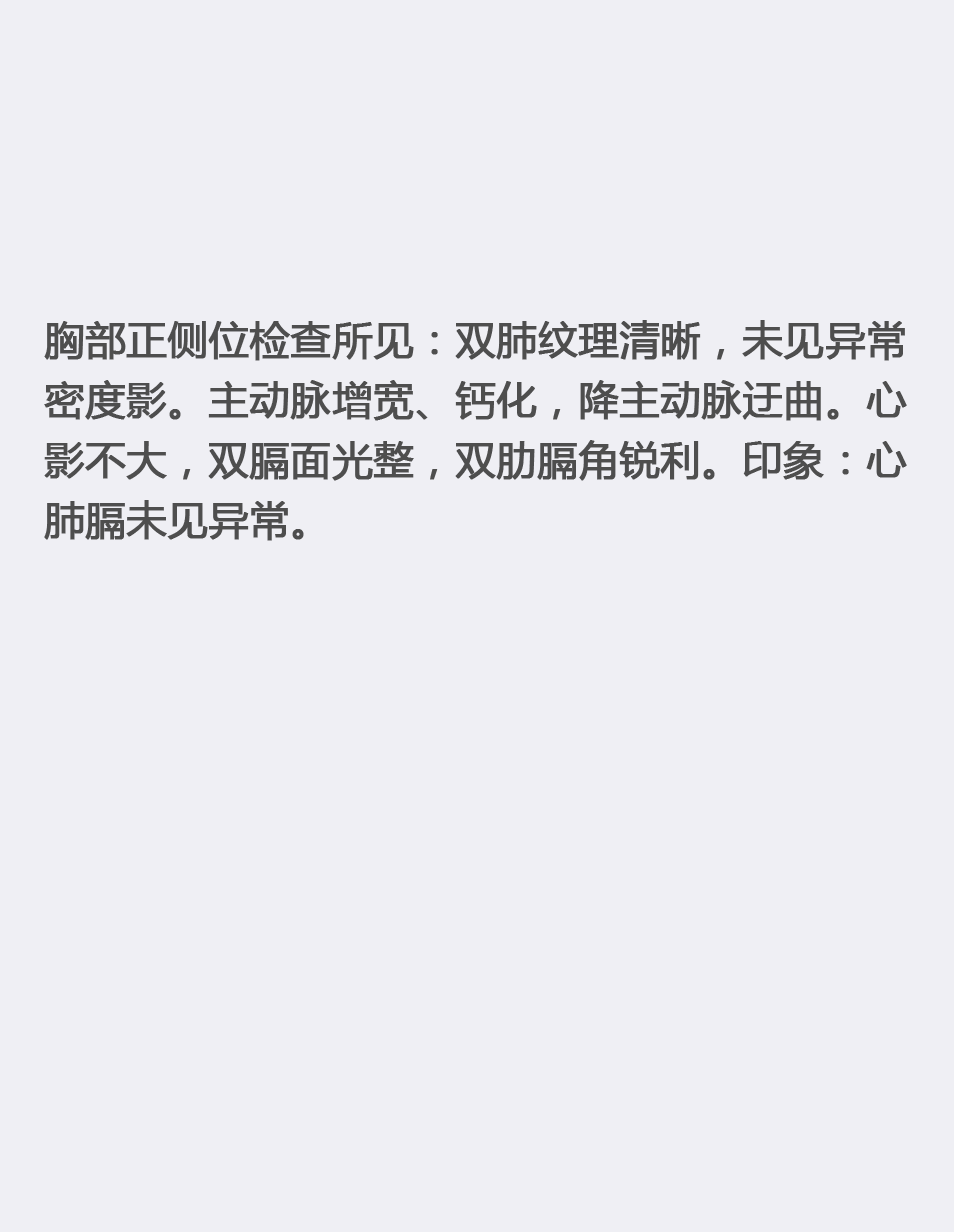 胸部正侧位检查所见：双肺纹理清晰，未见异常
密度影。主动脉增宽、钙化，降主动脉迂曲。心
影不大，双膈面光整，双肋膈角锐利。印象：心
肺膈未见异常。